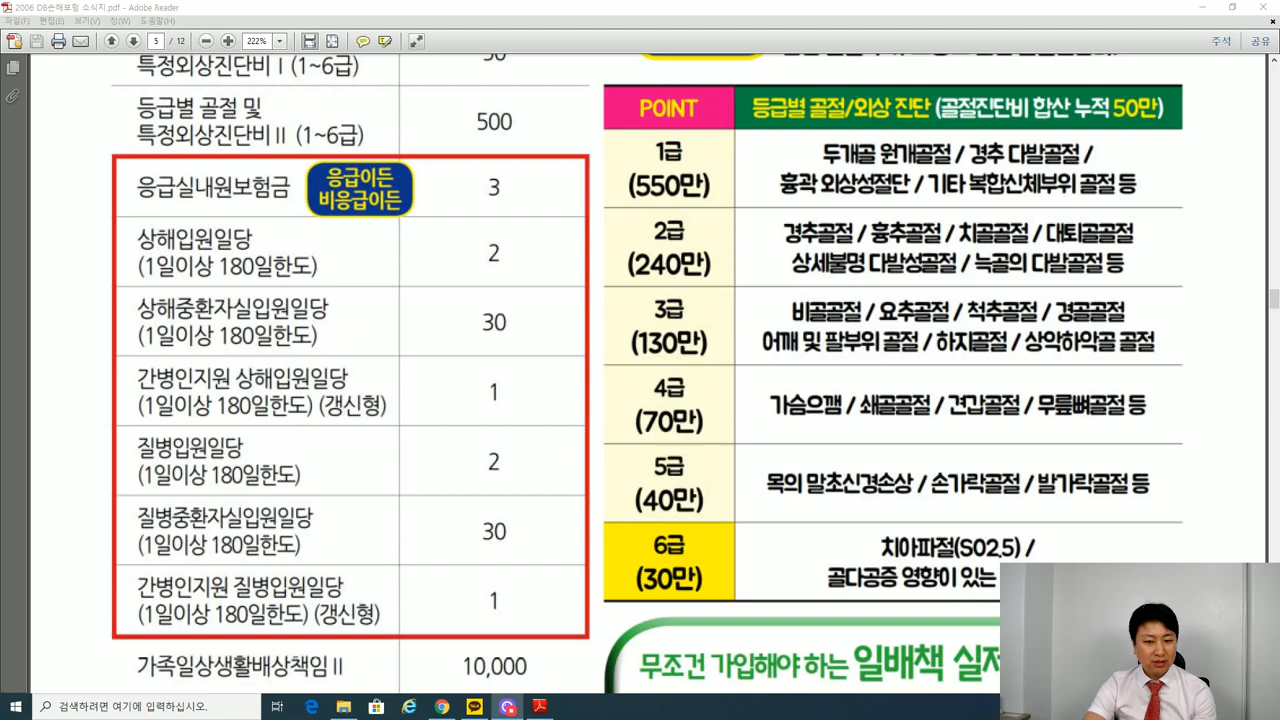 2006 DB손해보험 소식지.pdf - Adobe Reader
파일(F) 편집(E) 보기(V) 창(W) 도움말(H)
5 / 12 222% 주석 공유
특정외상진단비Ⅰ(1~6급)
등급별 골절 및
특정외상진단비Ⅱ (1~6급)
500
응급실내원보험금
응급이든
비응급이든
3
상해입원일당
(1일이상 180일한도)
2
상해중환자실입원일당
(1일이상 180일한도)
30
간병인지원 상해입원일당
(1일이상 180일한도) (갱신형)
1
질병입원일당
(1일이상 180일한도)
2
질병중환자실입원일당
(1일이상 180일한도)
30
간병인지원 질병입원일당
(1일이상 180일한도) (갱신형)
1
가족일상생활배상책임Ⅱ
10,000
POINT 등급별 골절/외상 진단 (골절진단비 합산 누적 50만)
1급
(550만)
두개골 원개골절 / 경추 다발골절 /
흉곽 외상성절단 / 기타 복합신체부위 골절 등
2급
(240만)
경추골절 / 흉추골절 / 치골골절 / 대퇴골골절
상세불명 다발성골절 / 늑골의 다발골절 등
3급
(130만)
비골골절 / 요추골절 / 척추골절 / 경골골절
어깨 및 팔부위 골절 / 하지골절 / 상악하악골 골절
4급
(70만)
가슴으깸 / 쇄골골절 / 견갑골절 / 무릎뼈골절 등
5급
(40만)
목의 말초신경손상 / 손가락골절 / 발가락골절 등
6급
(30만)
치아파절(S02.5) /
골다공증 영향이 있는
무조건 가입해야 하는 일배책
검색하려면 여기에 입력하십시오.